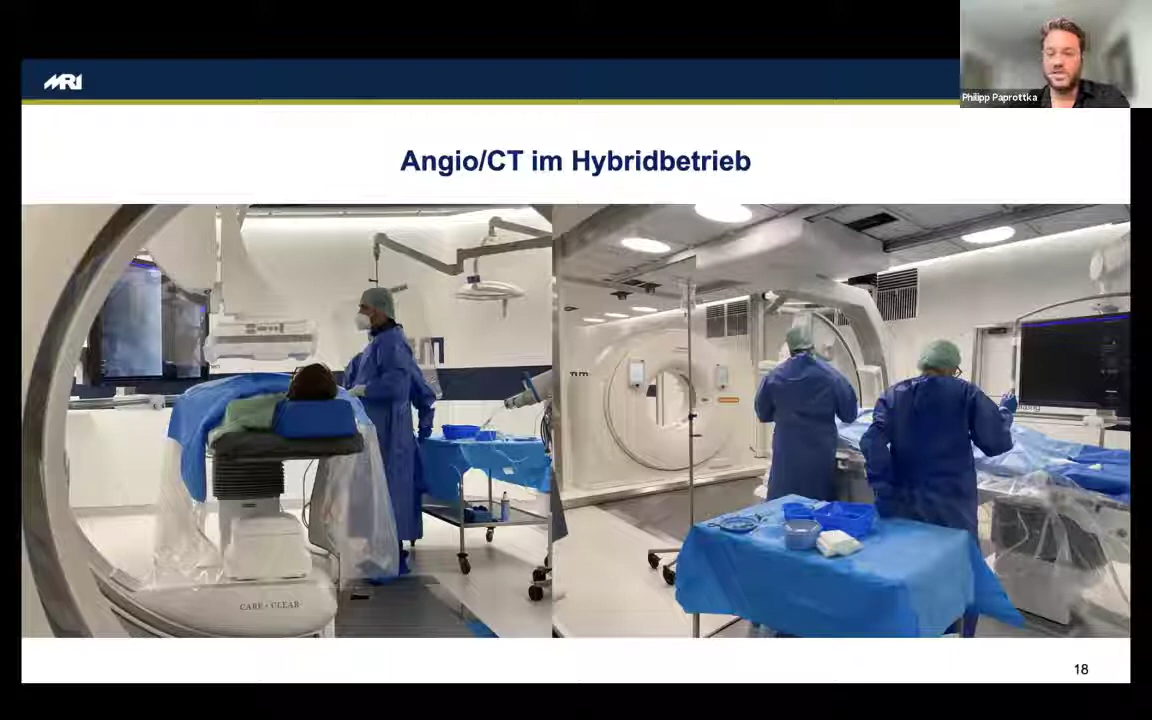 MRI
Philipp Paprottka
Angio/CT im Hybridbetrieb
CARE+CLEAR
18